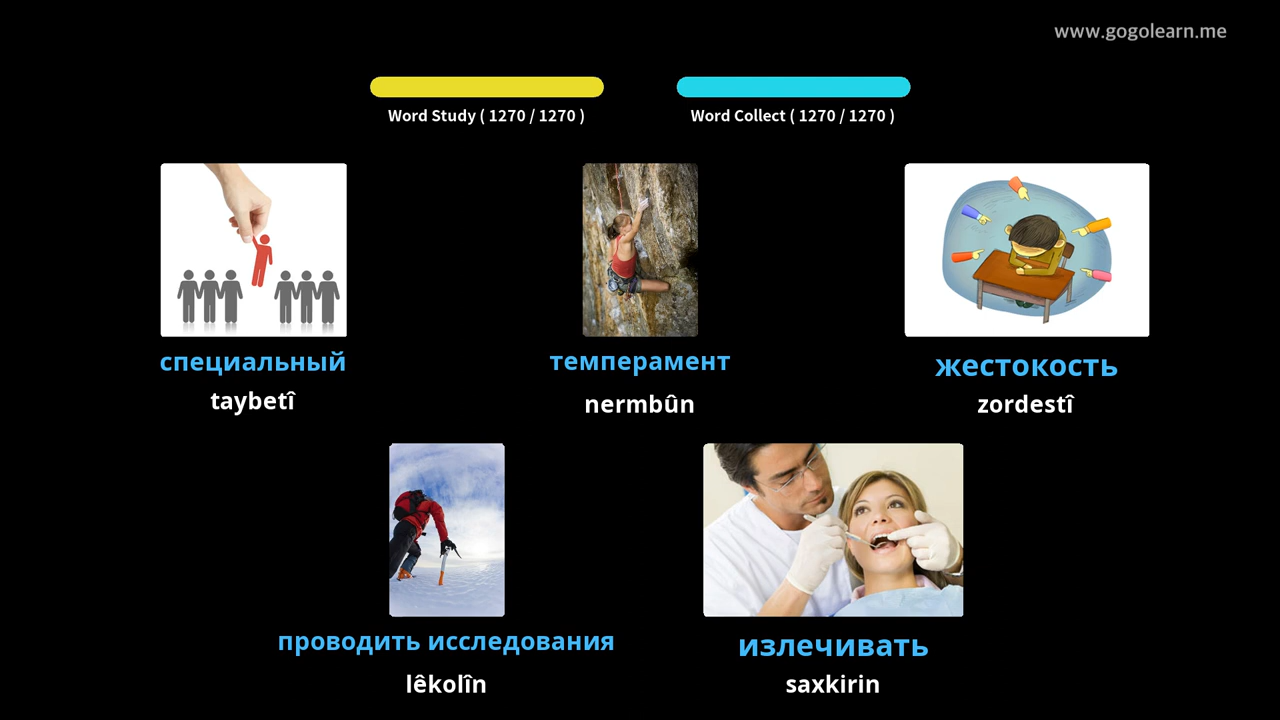 www.gogolearn.me
Word Study ( 1270 / 1270 )
Word Collect ( 1270 / 1270 )
специальный
taybetî
темперамент
nermbûn
жестокость
zordestî
проводить исследования
lêkolîn
излечивать
saxkirin